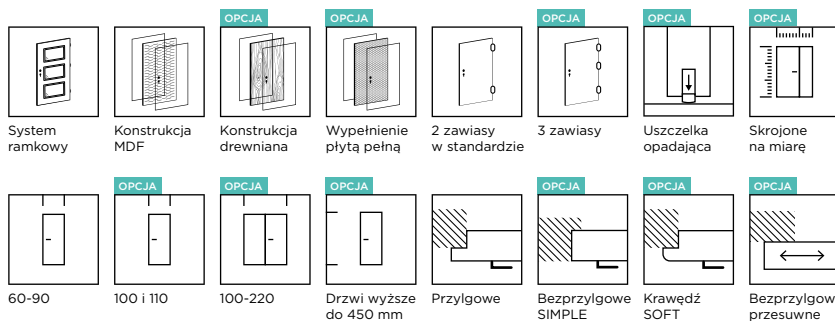 OPCJA OPCJA OPCJA OPCJA OPCJA
System ramkowy
Konstrukcja MDF
Konstrukcja drewniana
Wypełnienie płytą pełną
2 zawiasy w standardzie
3 zawiasy
Uszczelka opadająca
Skrojone na miarę
OPCJA OPCJA OPCJA OPCJA OPCJA OPCJA
60-90
100 i 110
100-220
Drzwi wyższe do 450 mm
Przylgowe
Bezprzylgowe SIMPLE
Krawędź SOFT
Bezprzylgowe przesuwne